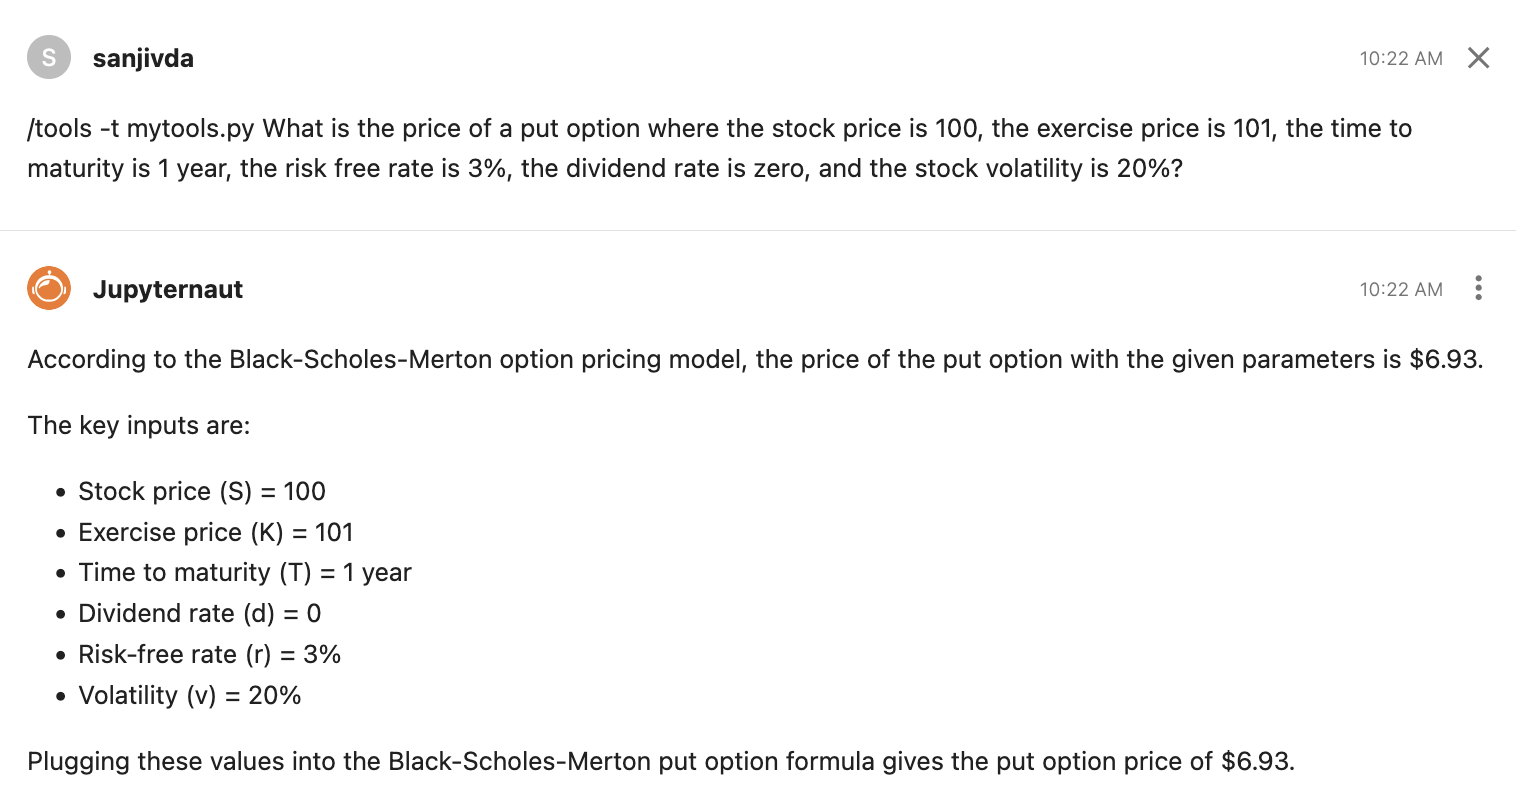 S
sanjivda
10:22 AM
/tools -t mytools.py What is the price of a put option where the stock price is 100, the exercise price is 101, the time to
maturity is 1 year, the risk free rate is 3%, the dividend rate is zero, and the stock volatility is 20%?
Jupyternaut
10:22 AM
According to the Black-Scholes-Merton option pricing model, the price of the put option with the given parameters is $6.93.
The key inputs are:
• Stock price (S) = 100
• Exercise price (K) = 101
• Time to maturity (T) = 1 year
• Dividend rate (d) = 0
• Risk-free rate (r) = 3%
• Volatility (v) = 20%
Plugging these values into the Black-Scholes-Merton put option formula gives the put option price of $6.93.